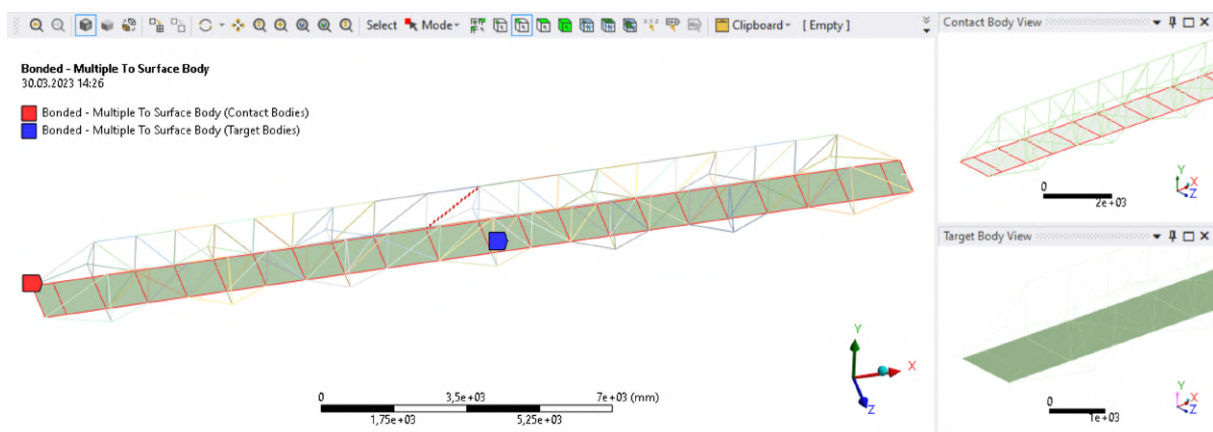 Select Mode Clipboard [ Empty ]
Bonded - Multiple To Surface Body
30.03.2023 14:26
Bonded - Multiple To Surface Body (Contact Bodies)
Bonded - Multiple To Surface Body (Target Bodies)
0 3,5e+03 7e+03 (mm)
1,75e+03 5,25e+03
Y
X
Z
Contact Body View
0
2e+03
Y
X
Z
Target Body View
0
1e+03
Y
X
Z